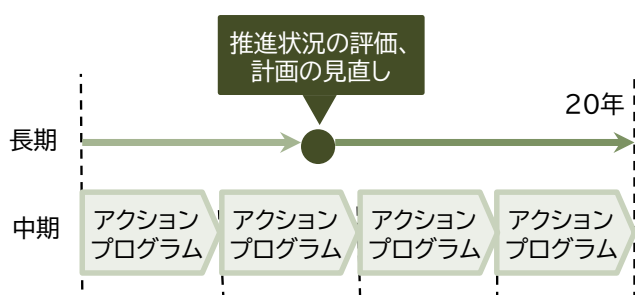 推進状況の評価、
計画の見直し
20年
長期
中期
アクション
プログラム
アクション
プログラム
アクション
プログラム
アクション
プログラム